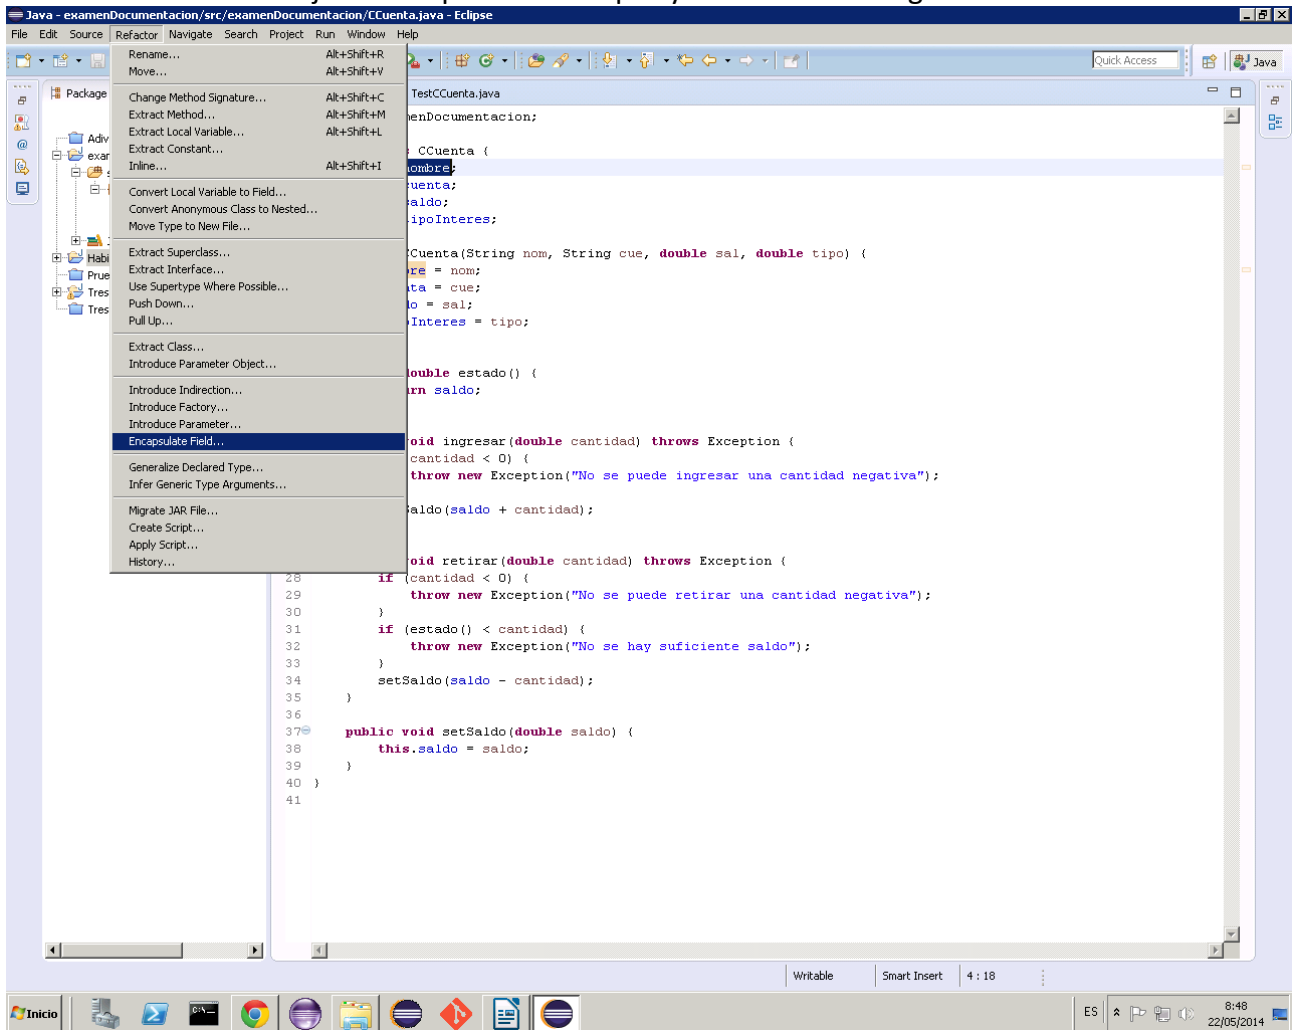 Java - examenDocumentacion/src/examenDocumentacion/CCuenta.java - Eclipse
File Edit Source Refactor Navigate Search Project Run Window Help
Rename... Alt+Shift+R
Move... Alt+Shift+V
Change Method Signature... Alt+Shift+C
Extract Method... Alt+Shift+M
Extract Local Variable... Alt+Shift+L
Extract Constant...
Inline... Alt+Shift+I
Convert Local Variable to Field...
Convert Anonymous Class to Nested...
Move Type to New File...
Extract Superclass...
Extract Interface...
Use Supertype Where Possible...
Push Down...
Pull Up...
Extract Class...
Introduce Parameter Object...
Introduce Indirection...
Introduce Factory...
Introduce Parameter...
Encapsulate Field...
Generalize Declared Type...
Infer Generic Type Arguments...
Migrate JAR File...
Create Script...
Apply Script...
History...
Quick Access
Java
Package
Adiv
exar
Habi
Prue
Tres
Tres
TestCCuenta.java
enDocumentacion;
CCuenta {
ombre;
uenta;
aldo;
ipoInteres;
CCuenta(String nom, String cue, double sal, double tipo) {
re = nom;
ta = cue;
o = sal;
Interes = tipo;
ouble estado() {
rn saldo;
oid ingresar(double cantidad) throws Exception {
cantidad < 0) {
throw new Exception("No se puede ingresar una cantidad negativa");
aldo(saldo + cantidad);
oid retirar(double cantidad) throws Exception {
28 if (cantidad < 0) {
29 throw new Exception("No se puede retirar una cantidad negativa");
30 }
31 if (estado() < cantidad) {
32 throw new Exception("No se hay suficiente saldo");
33 }
34 setSaldo(saldo - cantidad);
35 }
36
37 public void setSaldo(double saldo) {
38 this.saldo = saldo;
39 }
40 }
41
Writable Smart Insert 4 : 18
Inicio
ES
8:48
22/05/2014